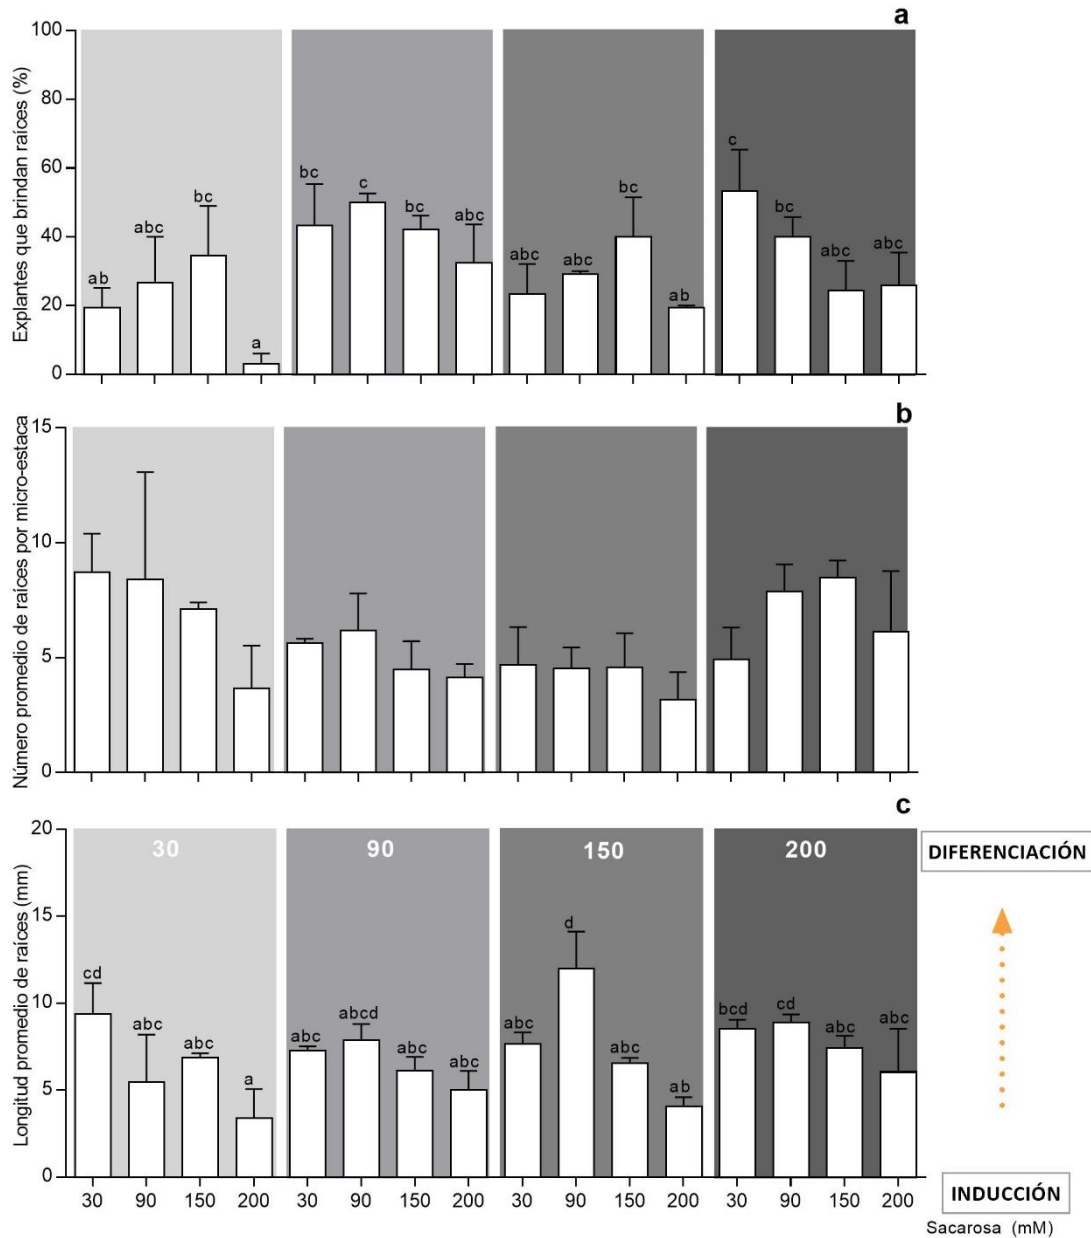 a
Explantes que brindan raíces (%)
100
80
60
40
20
0
ab
abc
bc
a
bc
c
bc
abc
abc
abc
bc
ab
c
bc
abc
abc
b
Número promedio de raíces por micro-estaca
15
10
5
0
c
Longitud promedio de raíces (mm)
20
15
10
5
0
30
90
150
200
DIFERENCIACIÓN
cd
abc
abc
a
abc
abcd
abc
abc
abc
d
abc
ab
bcd
cd
abc
abc
30 90 150 200 30 90 150 200 30 90 150 200 30 90 150 200
INDUCCIÓN
Sacarosa (mM)